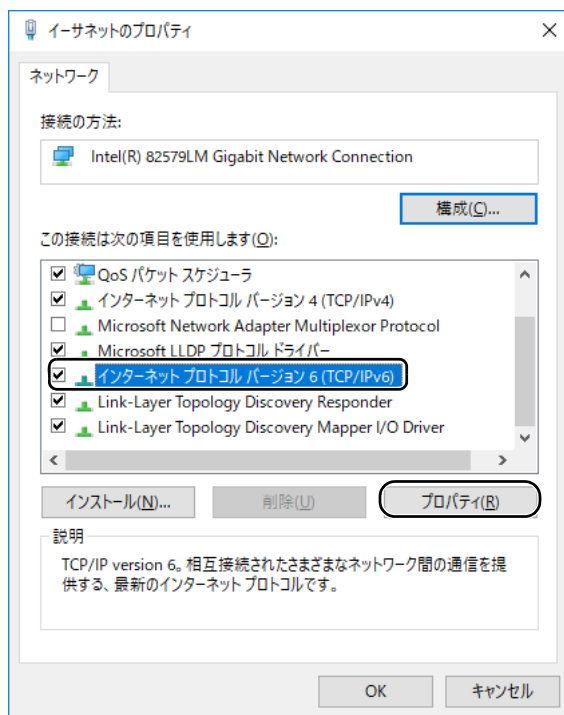 イーサネットのプロパティ
ネットワーク
接続の方法:
Intel(R) 82579LM Gigabit Network Connection
構成(C)...
この接続は次の項目を使用します(O):
QoS パケット スケジューラ
インターネット プロトコル バージョン 4 (TCP/IPv4)
Microsoft Network Adapter Multiplexor Protocol
Microsoft LLDP プロトコル ドライバー
インターネット プロトコル バージョン 6 (TCP/IPv6)
Link-Layer Topology Discovery Responder
Link-Layer Topology Discovery Mapper I/O Driver
インストール(N)...
削除(U)
プロパティ(R)
説明
TCP/IP version 6。相互接続されたさまざまなネットワーク間の通信を提
供する、最新のインターネット プロトコルです。
OK
キャンセル